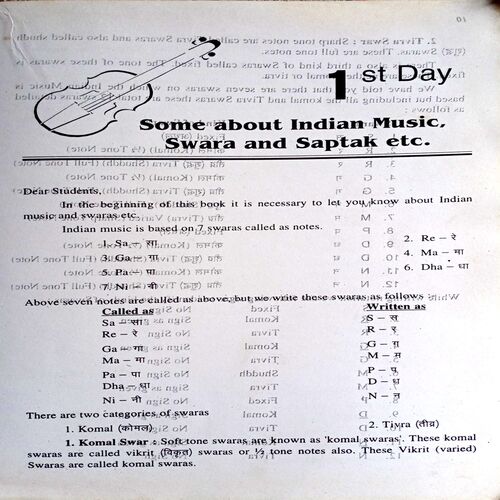 1st Day
Some about Indian Music,
Swara and Saptak etc.
Dear Students,
In the beginning of this book it is necessary to let you know about Indian
music and swaras etc.
Indian music is based on 7 swaras called as notes.
1. Sa – सा 2. Re – रे
3. Ga – गा 4. Ma – मा
5. Pa – पा 6. Dha – धा
7. Ni – नी
Above seven notes are called as above, but we write these swaras as follows
Called as Written as
Sa – सा S – स़
Re – रे R – ऱ
Ga – गा G – ग़
Ma – मा M – म़
Pa – पा P – प़
Dha – धा D – ध़
Ni – नी N – ऩ
There are two categories of swaras
1. Komal (कोमल) 2. Tivra (तीव्र)
1. Komal Swar : Soft tone swaras are known as 'komal swaras'. These komal
swaras are called vikrit (विकृत) swaras or ½ tone notes also. These Vikrit (varied)
Swaras are called komal swaras.